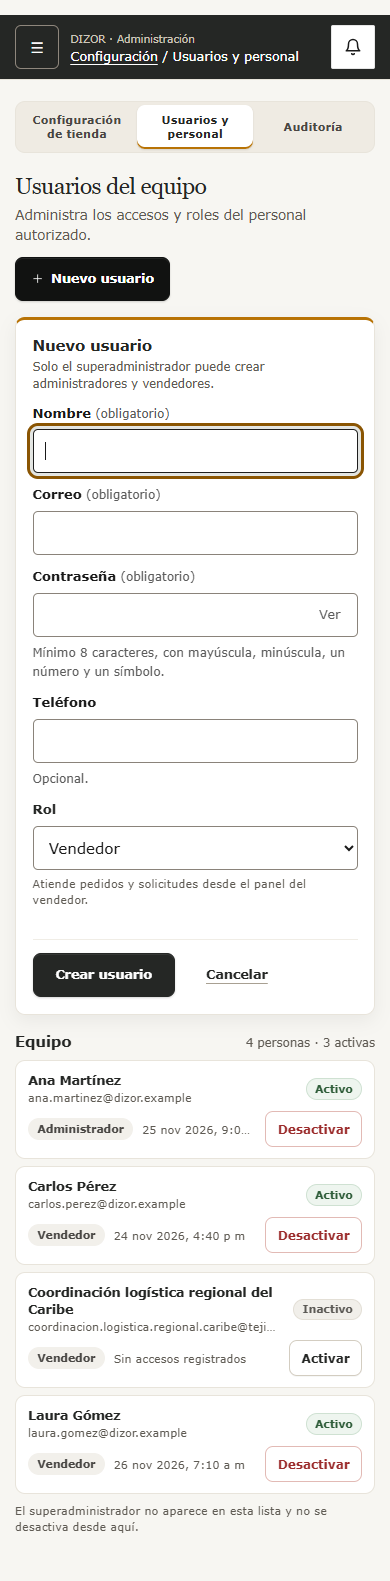 DIZOR · Administración
Configuración / Usuarios y personal
Configuración de tienda
Usuarios y personal
Auditoría
Usuarios del equipo
Administra los accesos y roles del personal
autorizado.
+ Nuevo usuario
Nuevo usuario
Solo el superadministrador puede crear
administradores y vendedores.
Nombre (obligatorio)
Correo (obligatorio)
Contraseña (obligatorio)
Ver
Mínimo 8 caracteres, con mayúscula, minúscula, un
número y un símbolo.
Teléfono
Opcional.
Rol
Vendedor
Atiende pedidos y solicitudes desde el panel del
vendedor.
Crear usuario
Cancelar
Equipo
4 personas · 3 activas
Ana Martínez
ana.martinez@dizor.example
Activo
Administrador
25 nov 2026, 9:0...
Desactivar
Carlos Pérez
carlos.perez@dizor.example
Activo
Vendedor
24 nov 2026, 4:40 p m
Desactivar
Coordinación logística regional del
Caribe
coordinacion.logistica.regional.caribe@teji...
Inactivo
Vendedor
Sin accesos registrados
Activar
Laura Gómez
laura.gomez@dizor.example
Activo
Vendedor
26 nov 2026, 7:10 a m
Desactivar
El superadministrador no aparece en esta lista y no se
desactiva desde aquí.